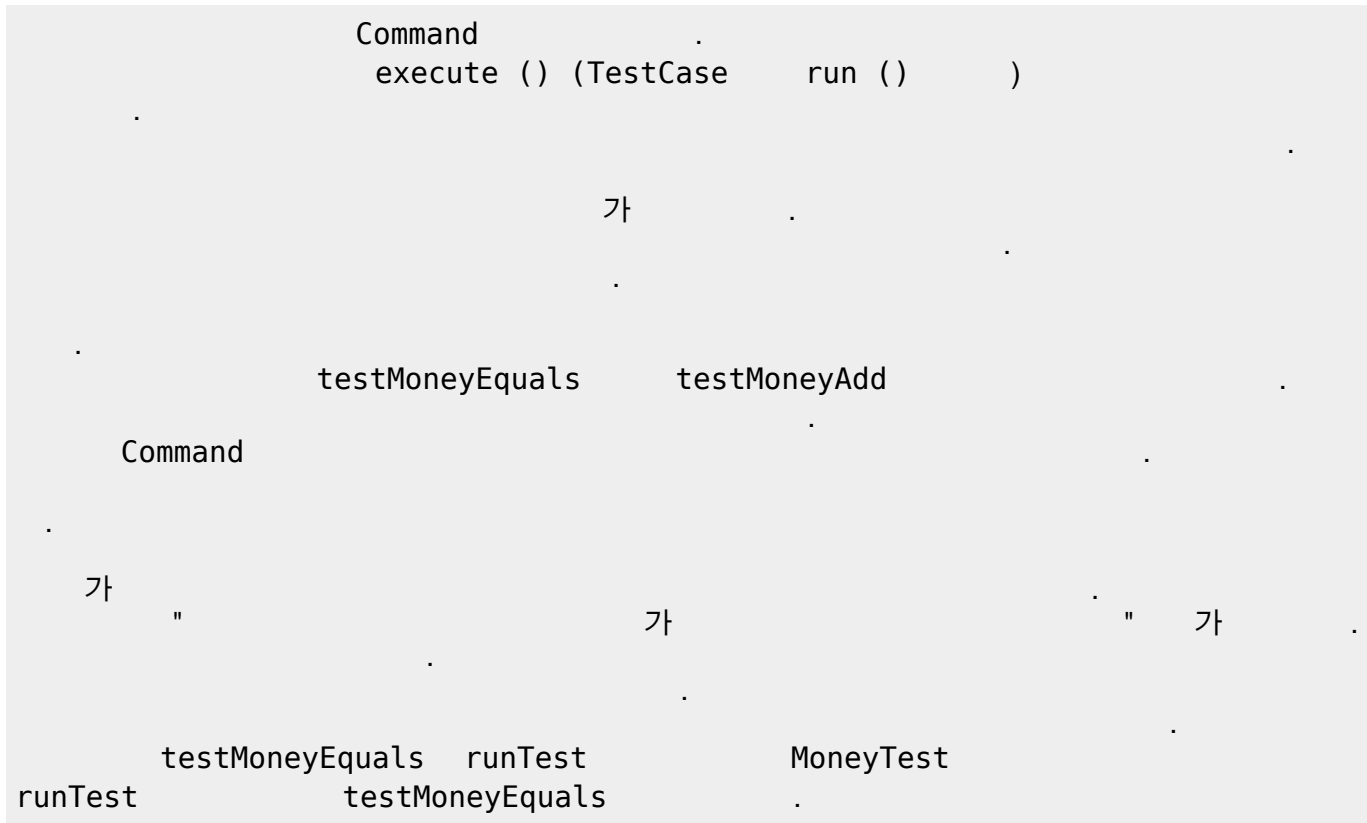 Command .
execute () (TestCase run () )
.
.
가 .
.
.
.
testMoneyEquals testMoneyAdd .
.
Command .
.
가 .
" 가 " 가 .
.
.
.
testMoneyEquals runTest MoneyTest
runTest testMoneyEquals .